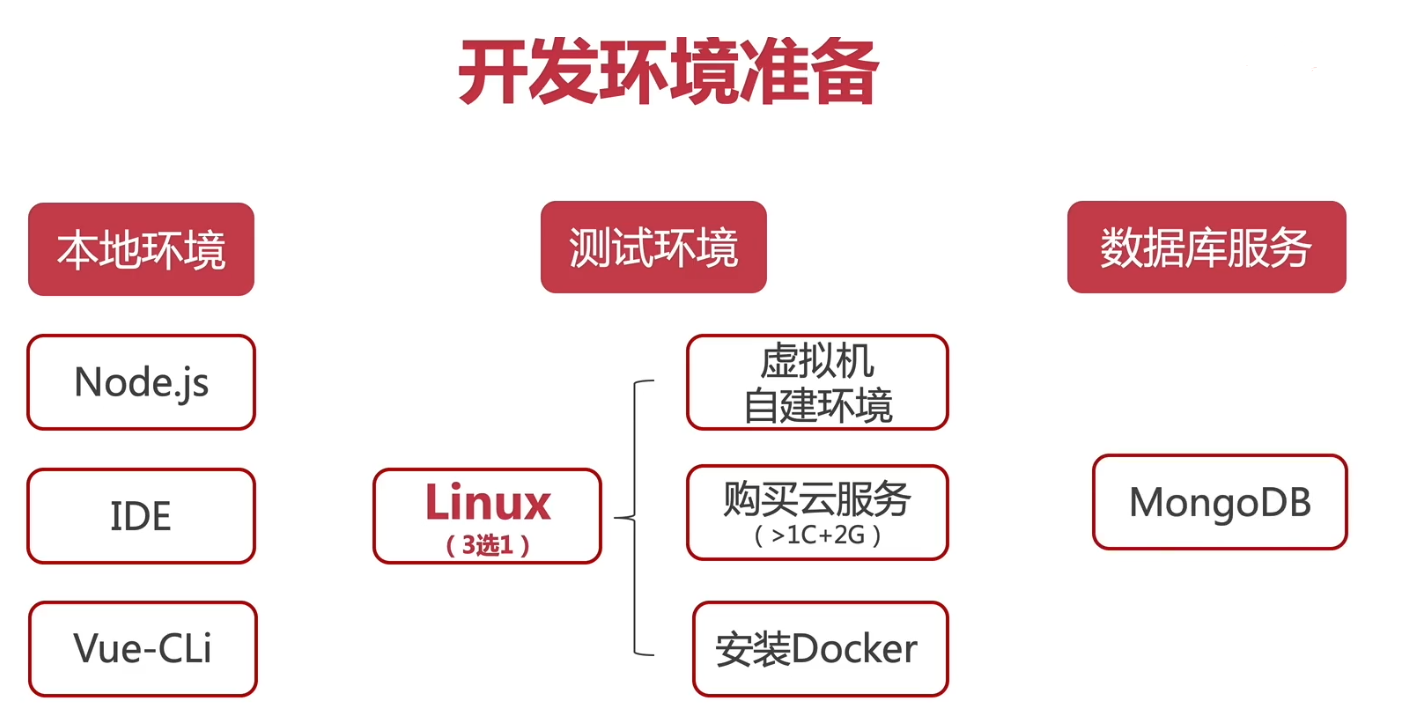 开发环境准备
本地环境
Node.js
IDE
Vue-CLi
测试环境
Linux
（3选1）
虚拟机
自建环境
购买云服务
（>1C+2G）
安装Docker
数据库服务
MongoDB